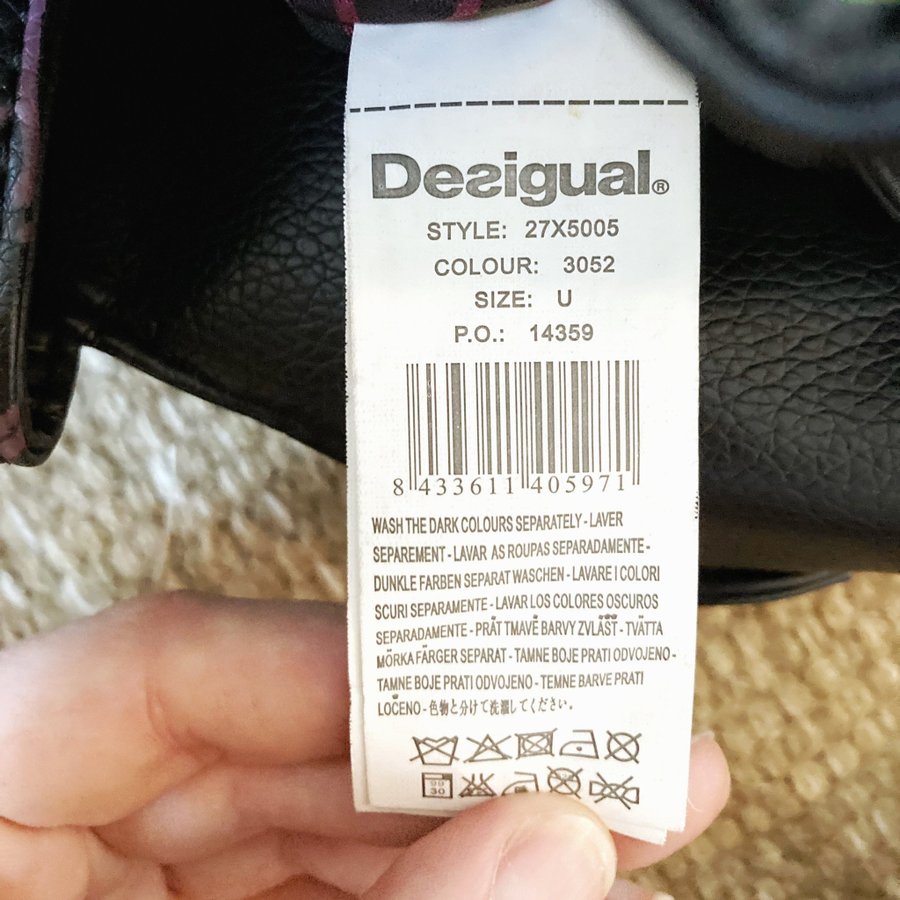 Desigual®
STYLE: 27X5005
COLOUR: 3052
SIZE: U
P.O.: 14359
8 433611 405971
WASH THE DARK COLOURS SEPARATELY - LAVER
SEPAREMENT - LAVAR AS ROUPAS SEPARADAMENTE -
DUNKLE FARBEN SEPARAT WASCHEN - LAVARE I COLORI
SCURI SEPARAMENTE - LAVAR LOS COLORES OSCUROS
SEPARADAMENTE - PRÁT TMAVĚ BARVY ZVLÁŠŤ - TVÄTTA
MÖRKA FÄRGER SEPARAT - TAMNE BOJE PRATI ODVOJENO -
TAMNE BOJE PRATI ODVOJENO - TEMNE BARVE PRATI
LOČENO - 色物と分けて洗濯してください。
30